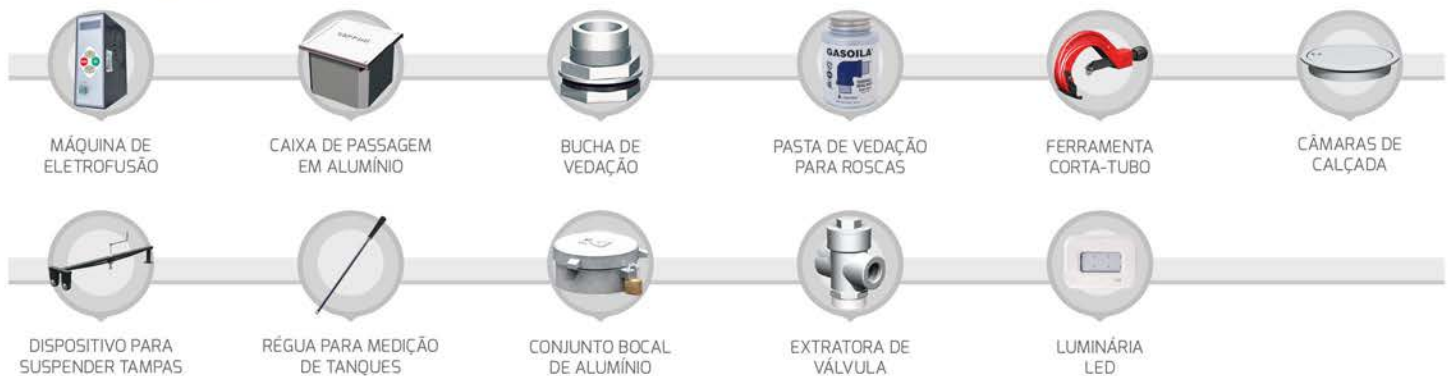 GASOILA
MÁQUINA DE
ELETROFUSÃO
CAIXA DE PASSAGEM
EM ALUMÍNIO
BUCHA DE
VEDAÇÃO
PASTA DE VEDAÇÃO
PARA ROSCAS
FERRAMENTA
CORTA-TUBO
CÂMARAS DE
CALÇADA
DISPOSITIVO PARA
SUSPENDER TAMPAS
RÉGUA PARA MEDIÇÃO
DE TANQUES
CONJUNTO BOCAL
DE ALUMÍNIO
EXTRATORA DE
VÁLVULA
LUMINÁRIA
LED